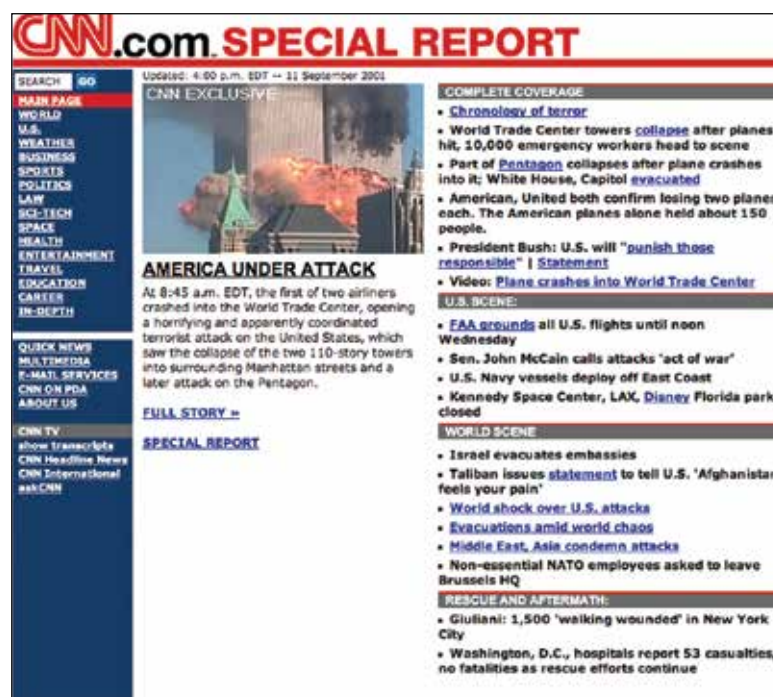 CNN.com. SPECIAL REPORT
SEARCH GO
MAIN PAGE
WORLD
U.S.
WEATHER
BUSINESS
SPORTS
POLITICS
LAW
SCI-TECH
SPACE
HEALTH
ENTERTAINMENT
TRAVEL
EDUCATION
CAREER
IN-DEPTH
QUICK NEWS
MULTIMEDIA
E-MAIL SERVICES
CNN ON PDA
ABOUT US
CNN TV
show transcripts
CNN Headline News
CNN International
askCNN
Updated: 4:00 p.m. EDT -- 11 September 2001
CNN EXCLUSIVE
AMERICA UNDER ATTACK
At 8:45 a.m. EDT, the first of two airliners
crashed into the World Trade Center, opening
a horrifying and apparently coordinated
terrorist attack on the United States, which
saw the collapse of the two 110-story towers
into surrounding Manhattan streets and a
later attack on the Pentagon.
FULL STORY »
SPECIAL REPORT
COMPLETE COVERAGE
• Chronology of terror
• World Trade Center towers collapse after planes
hit, 10,000 emergency workers head to scene
• Part of Pentagon collapses after plane crashes
into it; White House, Capitol evacuated
• American, United both confirm losing two planes
each. The American planes alone held about 150
people.
• President Bush: U.S. will "punish those
responsible" | Statement
• Video: Plane crashes into World Trade Center
U.S. SCENE:
• FAA grounds all U.S. flights until noon
Wednesday
• Sen. John McCain calls attacks 'act of war'
• U.S. Navy vessels deploy off East Coast
• Kennedy Space Center, LAX, Disney Florida park
closed
WORLD SCENE
• Israel evacuates embassies
• Taliban issues statement to tell U.S. 'Afghanistan
feels your pain'
• World shock over U.S. attacks
• Evacuations amid world chaos
• Middle East, Asia condemn attacks
• Non-essential NATO employees asked to leave
Brussels HQ
RESCUE AND AFTERMATH:
• Giuliani: 1,500 'walking wounded' in New York
City
• Washington, D.C., hospitals report 53 casualties,
no fatalities as rescue efforts continue